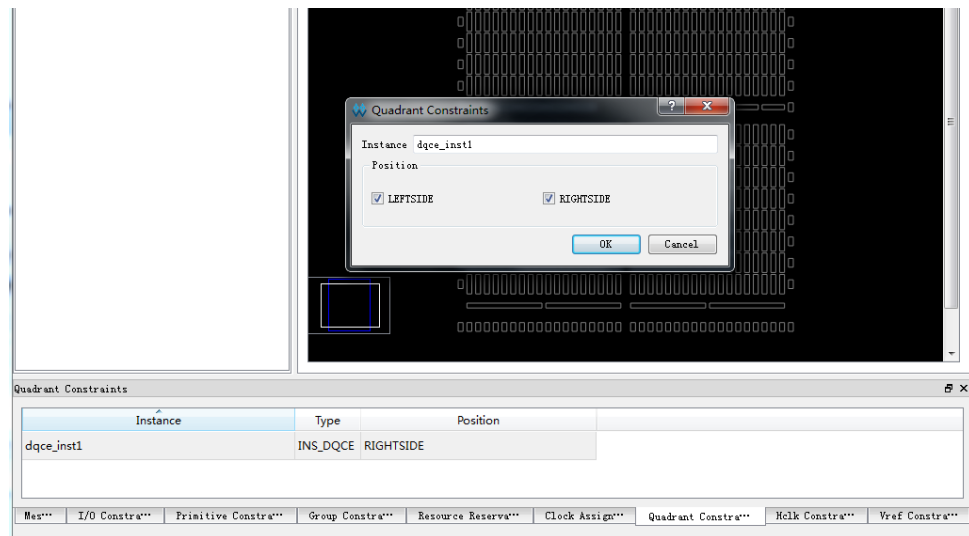 Quadrant Constraints
Instance dqce_inst1
Position
LEFTSIDE RIGHTSIDE
OK Cancel
Quadrant Constraints
Instance Type Position
dqce_inst1 INS_DQCE RIGHTSIDE
Mes··· I/O Constra··· Primitive Constra··· Group Constra··· Resource Reserva··· Clock Assign··· Quadrant Constra··· Hclk Constra··· Vref Constra···